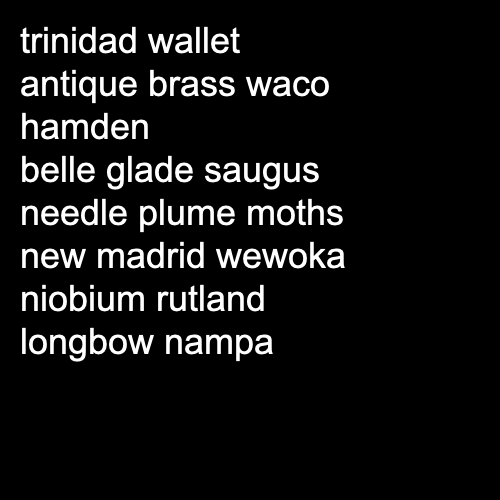 trinidad wallet
antique brass waco
hamden
belle glade saugus
needle plume moths
new madrid wewoka
niobium rutland
longbow nampa